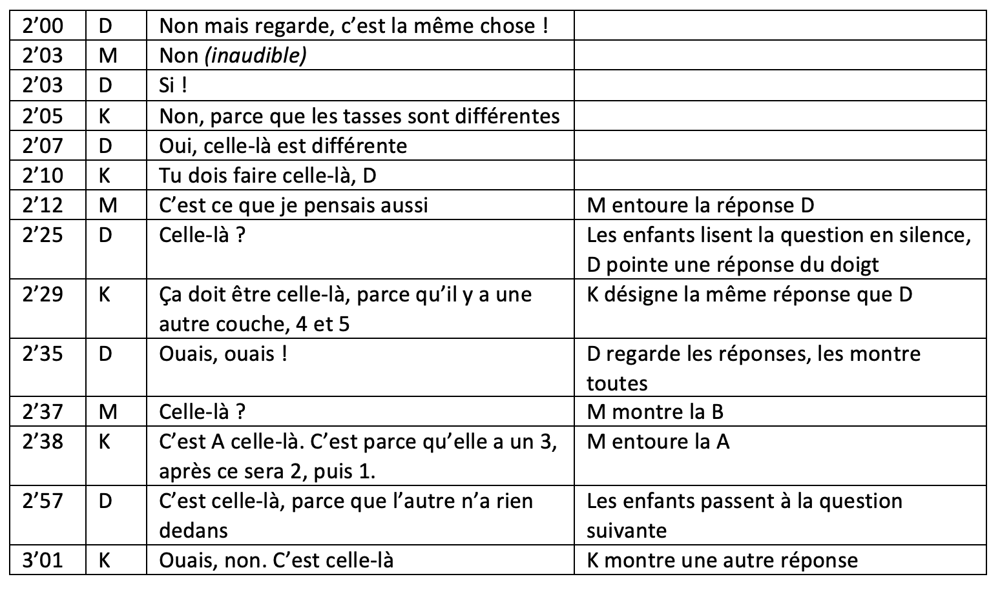 2’00 D Non mais regarde, c’est la même chose !
2’03 M Non (inaudible)
2’03 D Si !
2’05 K Non, parce que les tasses sont différentes
2’07 D Oui, celle-là est différente
2’10 K Tu dois faire celle-là, D
2’12 M C’est ce que je pensais aussi M entoure la réponse D
2’25 D Celle-là ? Les enfants lisent la question en silence,
D pointe une réponse du doigt
2’29 K Ça doit être celle-là, parce qu’il y a une K désigne la même réponse que D
autre couche, 4 et 5
2’35 D Ouais, ouais ! D regarde les réponses, les montre
toutes
2’37 M Celle-là ? M montre la B
2’38 K C’est A celle-là. C’est parce qu’elle a un 3, M entoure la A
après ce sera 2, puis 1.
2’57 D C’est celle-là, parce que l’autre n’a rien Les enfants passent à la question
dedans suivante
3’01 K Ouais, non. C’est celle-là K montre une autre réponse